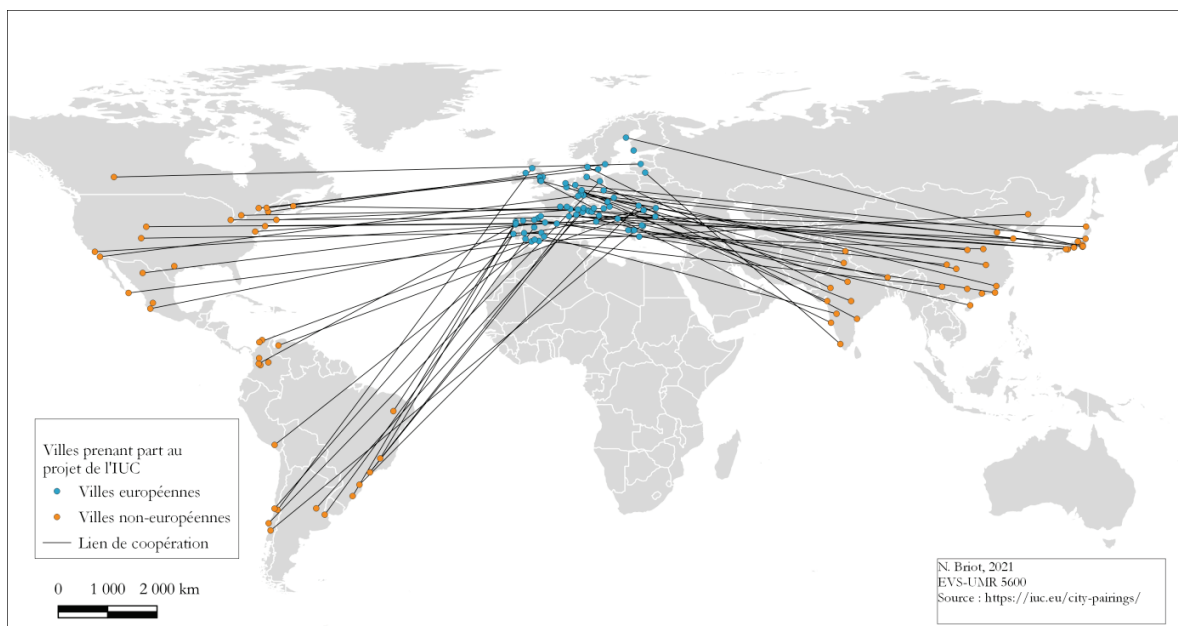 Villes prenant part au
projet de l'IUC
Villes européennes
Villes non-européennes
Lien de coopération
0 1 000 2 000 km
N. Briot, 2021
EVS-UMR 5600
Source : https://iuc.eu/city-pairings/